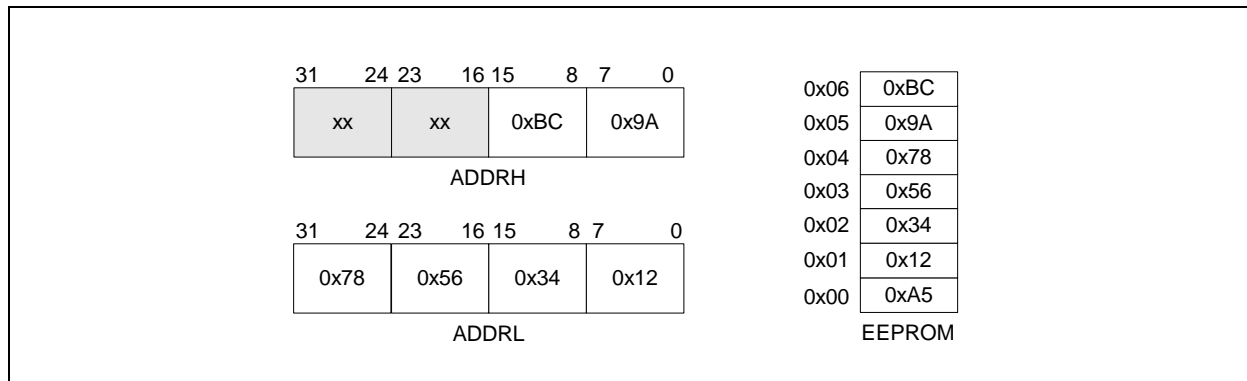 31 24 23 16 15 8 7 0
xx xx 0xBC 0x9A
ADDRH
31 24 23 16 15 8 7 0
0x78 0x56 0x34 0x12
ADDRL
0x06 0xBC
0x05 0x9A
0x04 0x78
0x03 0x56
0x02 0x34
0x01 0x12
0x00 0xA5
EEPROM